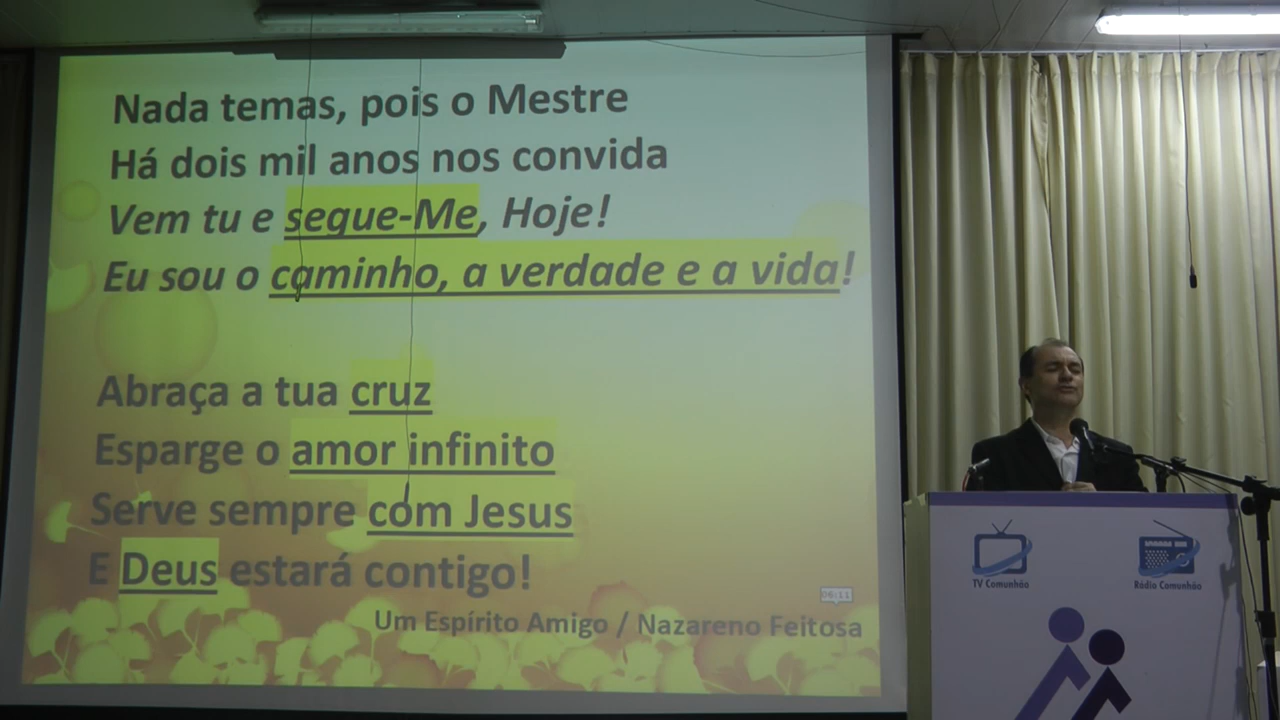 Nada temas, pois o Mestre
Há dois mil anos nos convida
Vem tu e segue-Me, Hoje!
Eu sou o caminho, a verdade e a vida!
Abraça a tua cruz
Esparge o amor infinito
Serve sempre com Jesus
E Deus estará contigo!
06:11
Um Espírito Amigo / Nazareno Feitosa
TV Comunhão
Rádio Comunhão